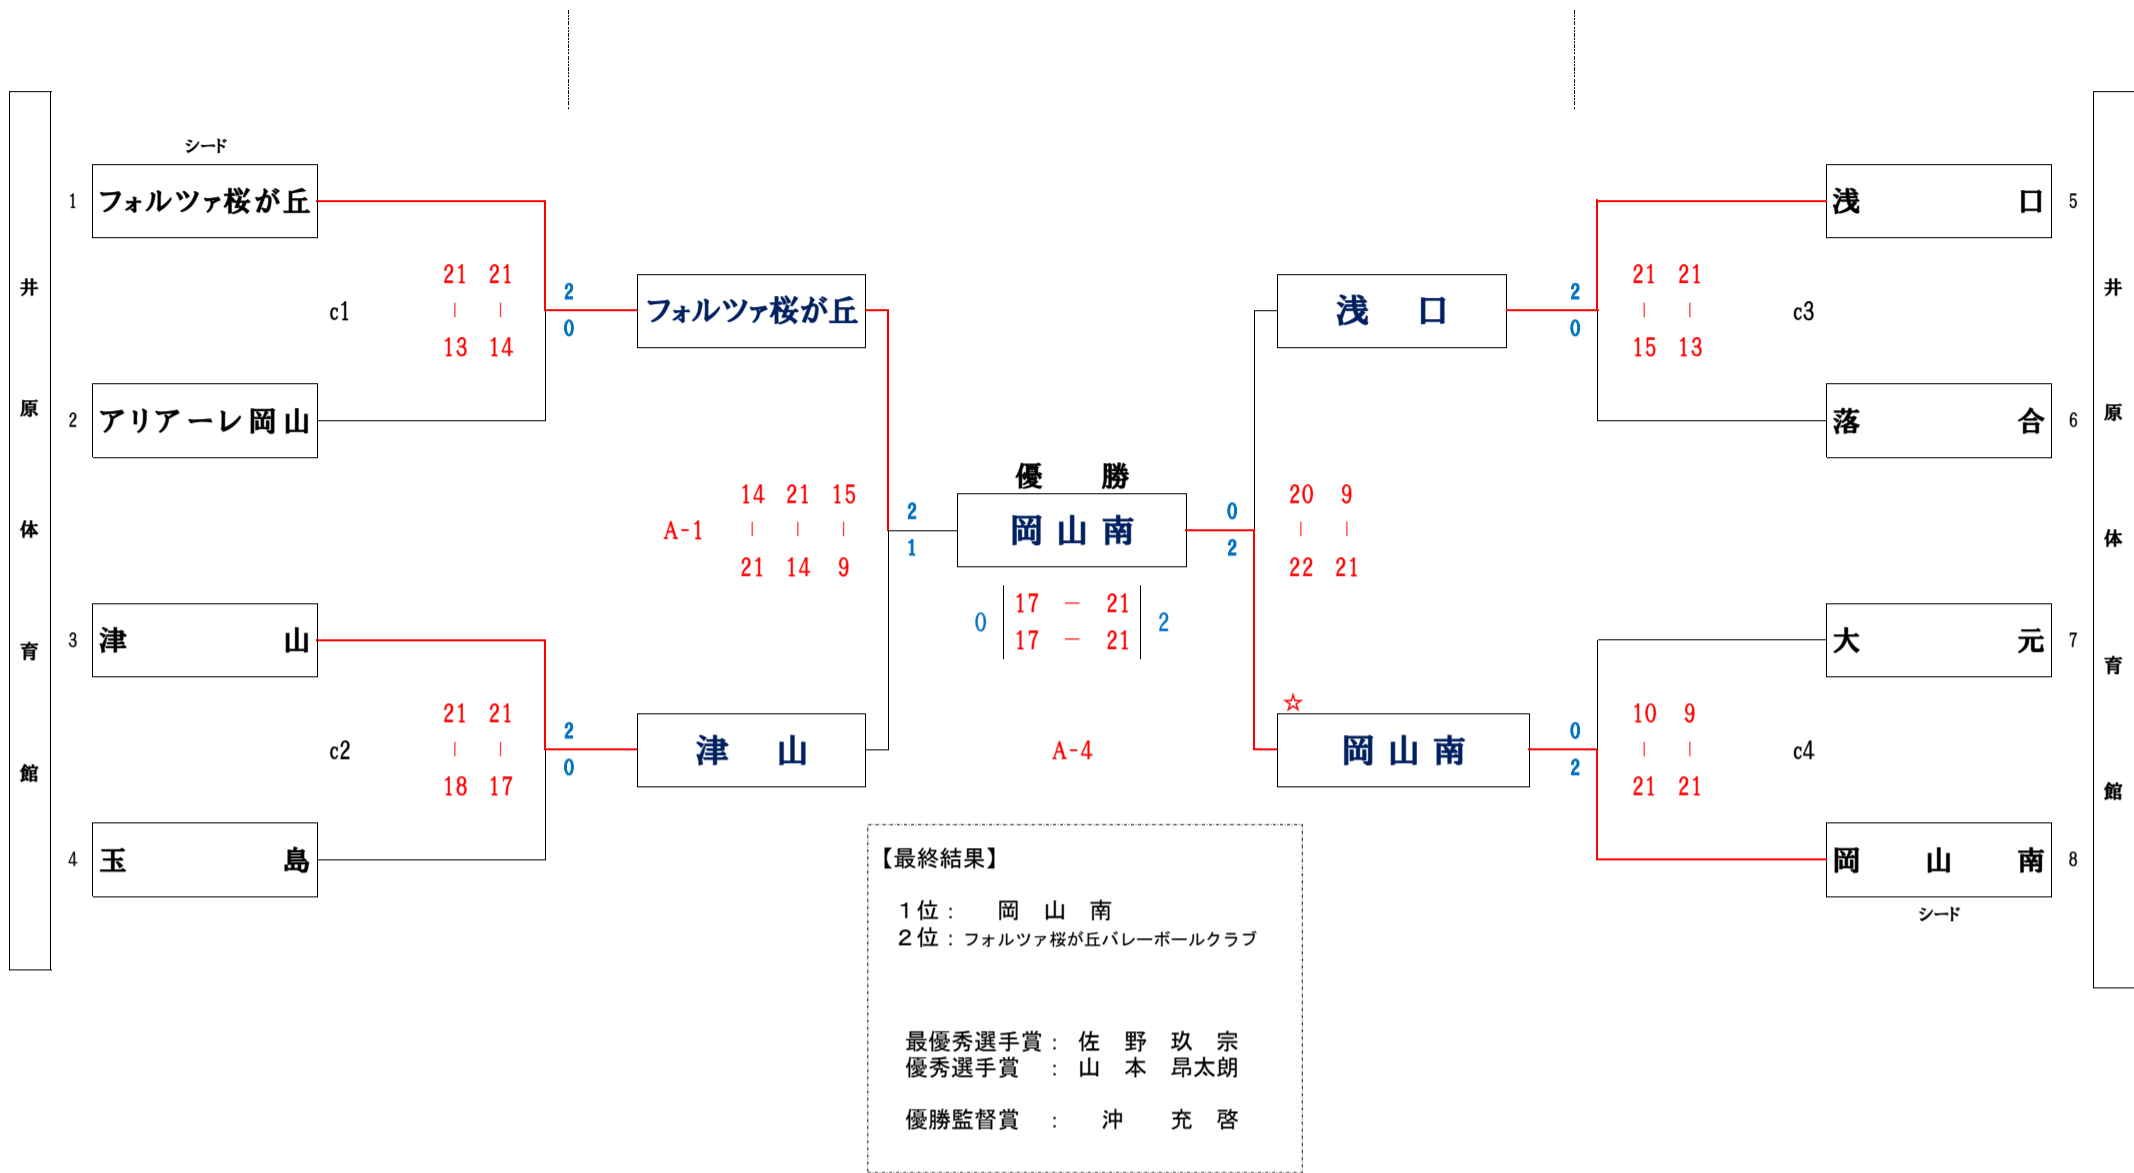 井原体育館
シード
1 フォルツァ桜が丘
c1
21 21
- -
13 14
2
0
2 アリアーレ岡山
3 津山
c2
21 21
- -
18 17
2
0
4 玉島
フォルツァ桜が丘
A-1
14 21 15
- - -
21 14 9
2
1
津山
優勝
岡山南
0 17 - 21 2
17 - 21
A-4
浅口
0
2
20 9
- -
22 21
☆
岡山南
浅口 5
2
0
21 21
- -
15 13
c3
落合 6
大元 7
0
2
10 9
- -
21 21
c4
岡山南 8
シード
井原体育館
【最終結果】
1位: 岡山南
2位: フォルツァ桜が丘バレーボールクラブ
最優秀選手賞: 佐野玖宗
優秀選手賞: 山本昂太朗
優勝監督賞: 沖充啓